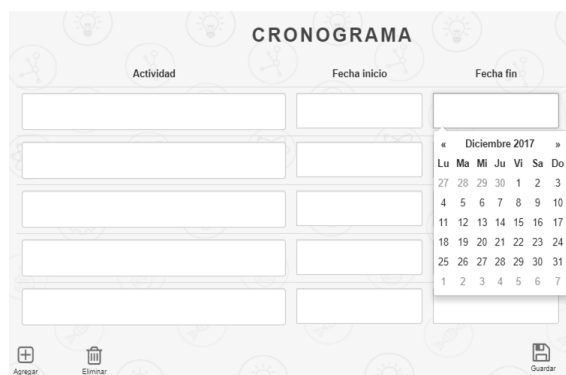 CRONOGRAMA
Actividad Fecha inicio Fecha fin
« Diciembre 2017 »
Lu Ma Mi Ju Vi Sa Do
27 28 29 30 1 2 3
4 5 6 7 8 9 10
11 12 13 14 15 16 17
18 19 20 21 22 23 24
25 26 27 28 29 30 31
1 2 3 4 5 6 7
Agregar Eliminar Guardar